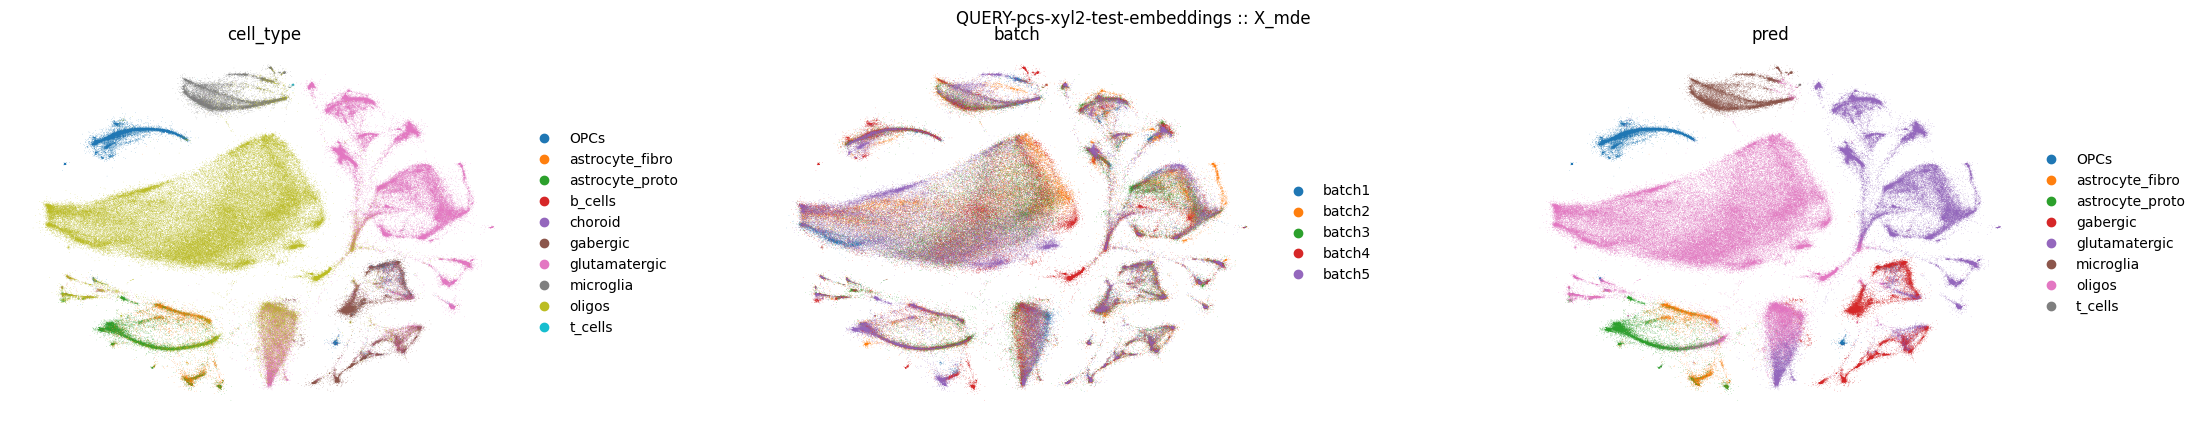 QUERY-pcs-xyl2-test-embeddings :: X_mde
cell_type
OPCs
astrocyte_fibro
astrocyte_proto
b_cells
choroid
gabergic
glutamatergic
microglia
oligos
t_cells
batch
batch1
batch2
batch3
batch4
batch5
pred
OPCs
astrocyte_fibro
astrocyte_proto
gabergic
glutamatergic
microglia
oligos
t_cells